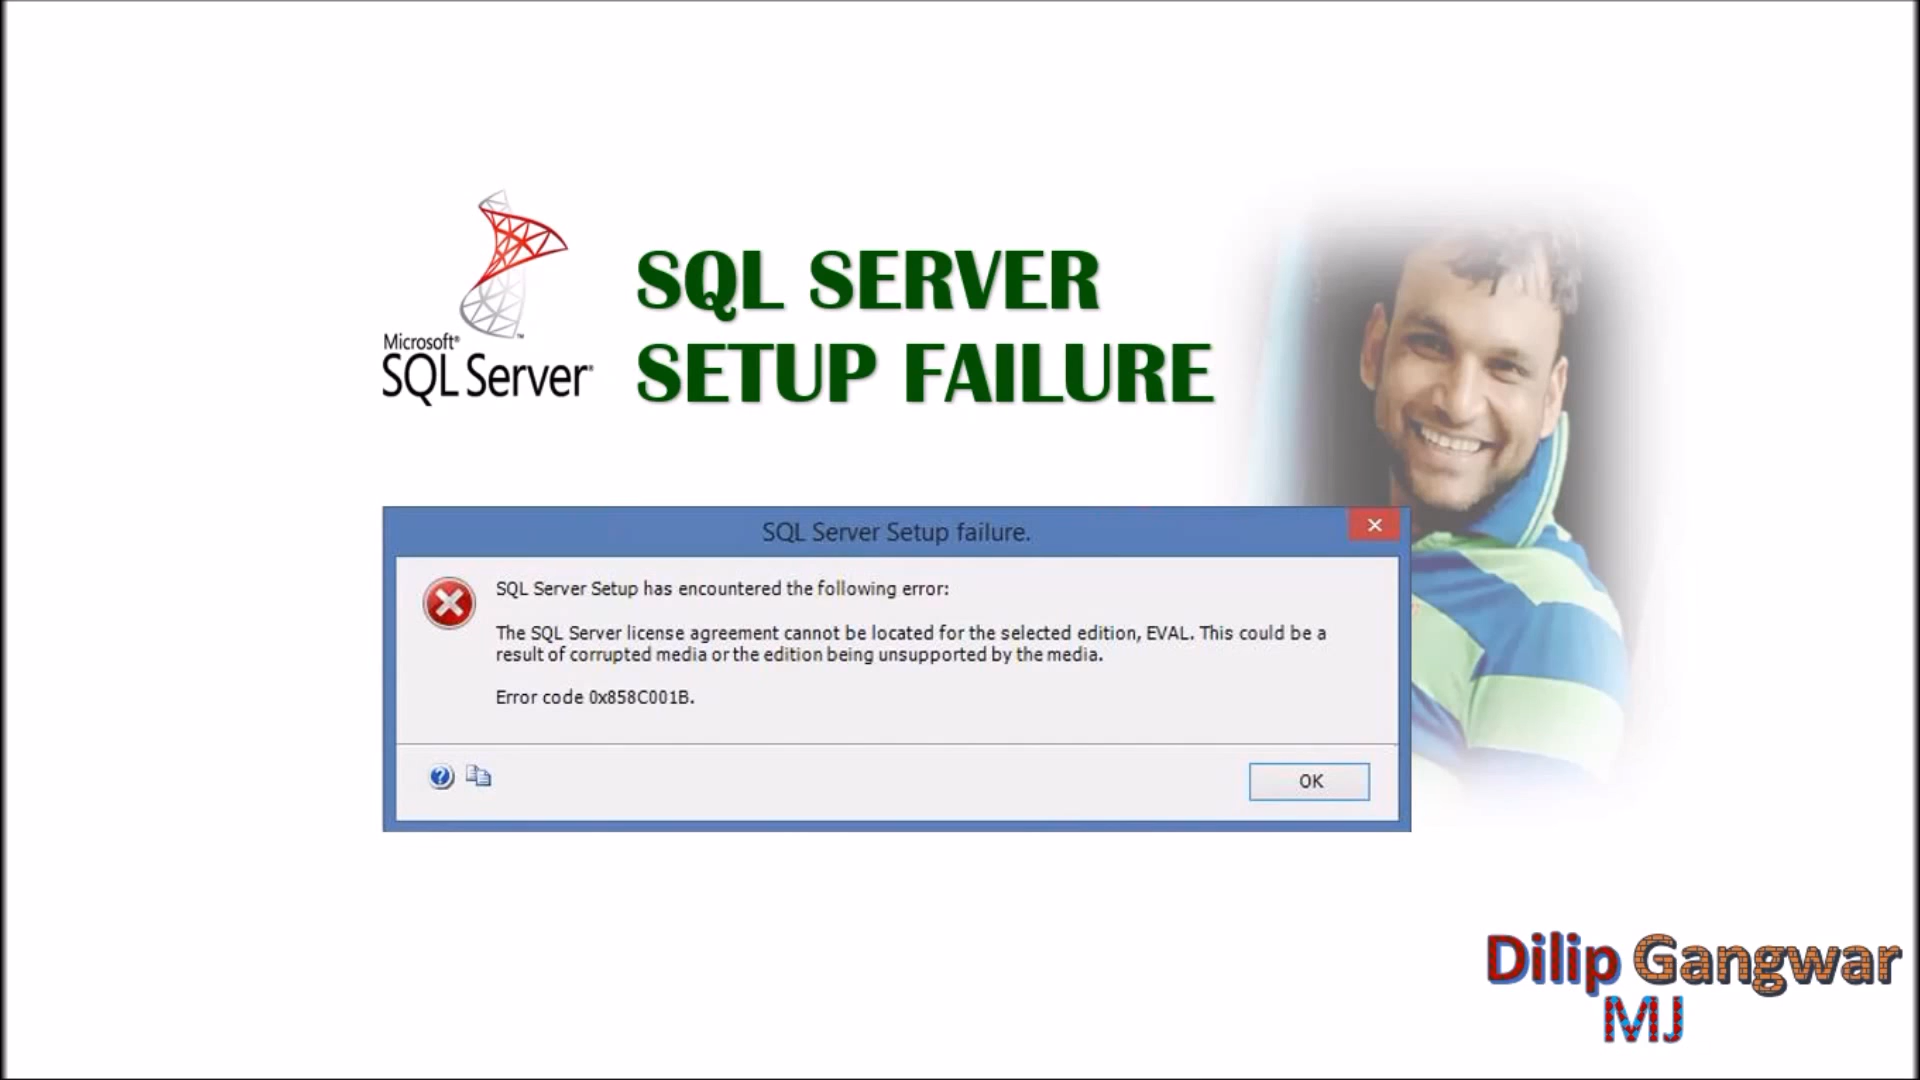 Microsoft®
SQL Server®
SQL SERVER
SETUP FAILURE
SQL Server Setup failure.
SQL Server Setup has encountered the following error:
The SQL Server license agreement cannot be located for the selected edition, EVAL. This could be a
result of corrupted media or the edition being unsupported by the media.
Error code 0x858C001B.
OK
Dilip Gangwar
MJ